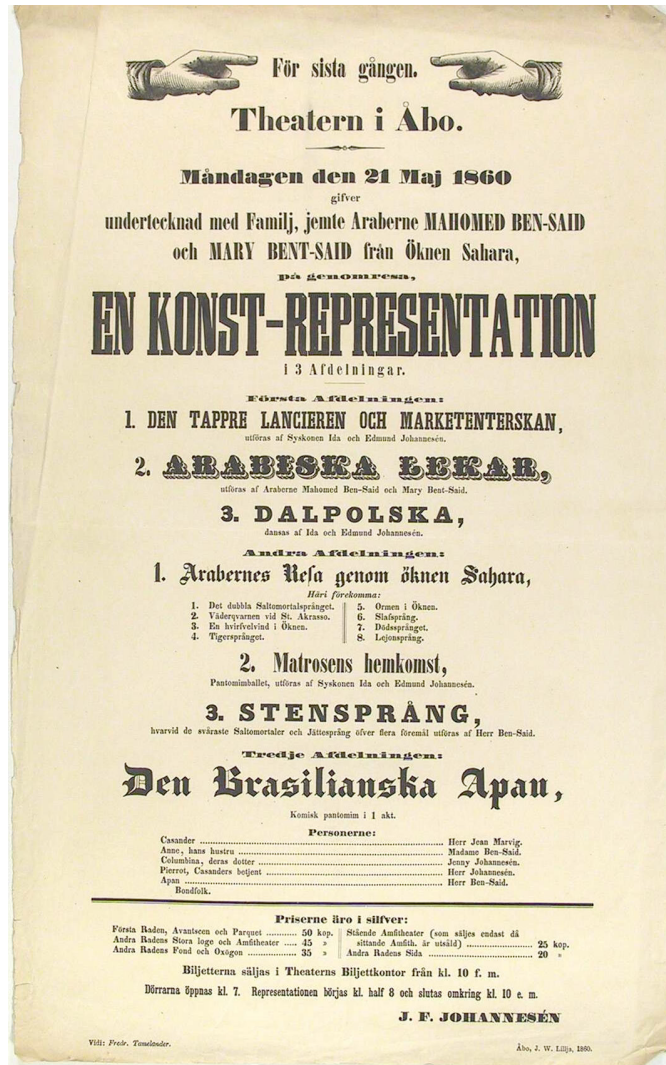 För sista gången.
Theatern i Åbo.
Måndagen den 21 Maj 1860
gifver
undertecknad med Familj, jemte Araberne MAHOMED BEN-SAID
och MARY BENT-SAID från Öknen Sahara,
på genomresa,
EN KONST-REPRESENTATION
i 3 Afdelningar.
Första Afdelningen:
1. DEN TAPPRE LANCIEREN OCH MARKETENTERSKAN,
utföras af Syskonen Ida och Edmund Johannesén.
2. ARABISKA LEKAR,
utföras af Araberne Mahomed Ben-Said och Mary Bent-Said.
3. DALPOLSKA,
dansas af Ida och Edmund Johannesén.
Andra Afdelningen:
1. Arabernes Resa genom öknen Sahara,
Häri förekomma:
1. Det dubbla Saltomortalsprånget.
2. Väderqvarnen vid St. Akrasso.
3. En hvirfvelvind i Öknen.
4. Tigersprånget.
5. Ormen i Öknen.
6. Slafsprång.
7. Dödssprånget.
8. Lejonsprång.
2. Matrosens hemkomst,
Pantomimballet, utföras af Syskonen Ida och Edmund Johannesén.
3. STENSPRÅNG,
hvarvid de svåraste Saltomortaler och Jättesprång öfver flera föremål utföras af Herr Ben-Said.
Tredje Afdelningen:
Den Brasilianska Apan,
Komisk pantomim i 1 akt.
Personerne:
Casander ........ Herr Jean Marvig.
Anne, hans hustru ........ Madame Ben-Said.
Columbina, deras dotter ........ Jenny Johannesén.
Pierrot, Casanders betjent ........ Herr Johannesén.
Apan ........ Herr Ben-Said.
Bondfolk.
Priserne äro i silfver:
Första Raden, Avantseen och Parquet ........ 50 kop.
Andra Radens Stora loge och Amfitheater .... 45 »
Andra Radens Fond och Oxögon ........ 35 »
Stående Amfitheater (som säljes endast då
sittande Amfith. är utsåld) ........ 25 kop.
Andra Radens Sida ........ 20 »
Biljetterna säljas i Theaterns Biljettkontor från kl. 10 f. m.
Dörrarna öppnas kl. 7. Representationen börjas kl. half 8 och slutas omkring kl. 10 e. m.
J. F. JOHANNESÉN
Vidi: Fredr. Tamelander.
Åbo, J. W. Lillja, 1860.